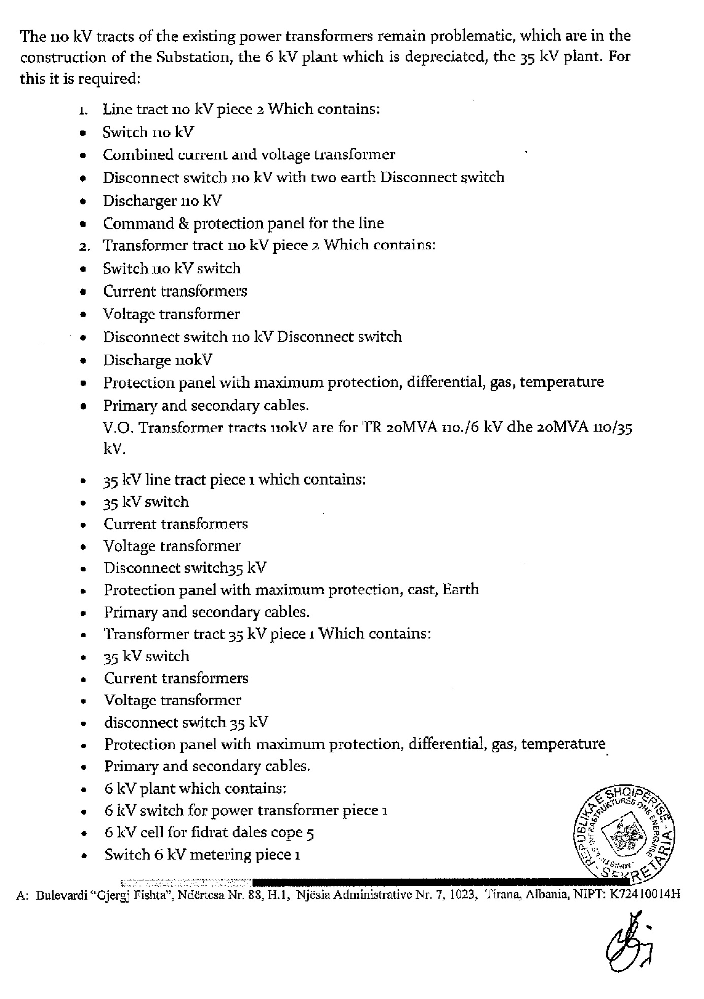 The 110 kV tracts of the existing power transformers remain problematic, which are in the
construction of the Substation, the 6 kV plant which is depreciated, the 35 kV plant. For
this it is required:
1. Line tract 110 kV piece 2 Which contains:
• Switch 110 kV
• Combined current and voltage transformer
• Disconnect switch 110 kV with two earth Disconnect switch
• Discharger 110 kV
• Command & protection panel for the line
2. Transformer tract 110 kV piece 2 Which contains:
• Switch 110 kV switch
• Current transformers
• Voltage transformer
• Disconnect switch 110 kV Disconnect switch
• Discharge 110kV
• Protection panel with maximum protection, differential, gas, temperature
• Primary and secondary cables.
V.O. Transformer tracts 110kV are for TR 20MVA 110./6 kV dhe 20MVA 110/35
kV.
• 35 kV line tract piece 1 which contains:
• 35 kV switch
• Current transformers
• Voltage transformer
• Disconnect switch35 kV
• Protection panel with maximum protection, cast, Earth
• Primary and secondary cables.
• Transformer tract 35 kV piece 1 Which contains:
• 35 kV switch
• Current transformers
• Voltage transformer
• disconnect switch 35 kV
• Protection panel with maximum protection, differential, gas, temperature
• Primary and secondary cables.
• 6 kV plant which contains:
• 6 kV switch for power transformer piece 1
• 6 kV cell for fidrat dales cope 5
• Switch 6 kV metering piece 1
REPUBLIKA E SHQIPËRISË
INFRASTRUKTURËS DHE ENERGJISË
- SEKRETARIA -
A: Bulevardi “Gjergj Fishta”, Ndërtesa Nr. 88, H.1, Njësia Administrative Nr. 7, 1023, Tirana, Albania, NIPT: K72410014H